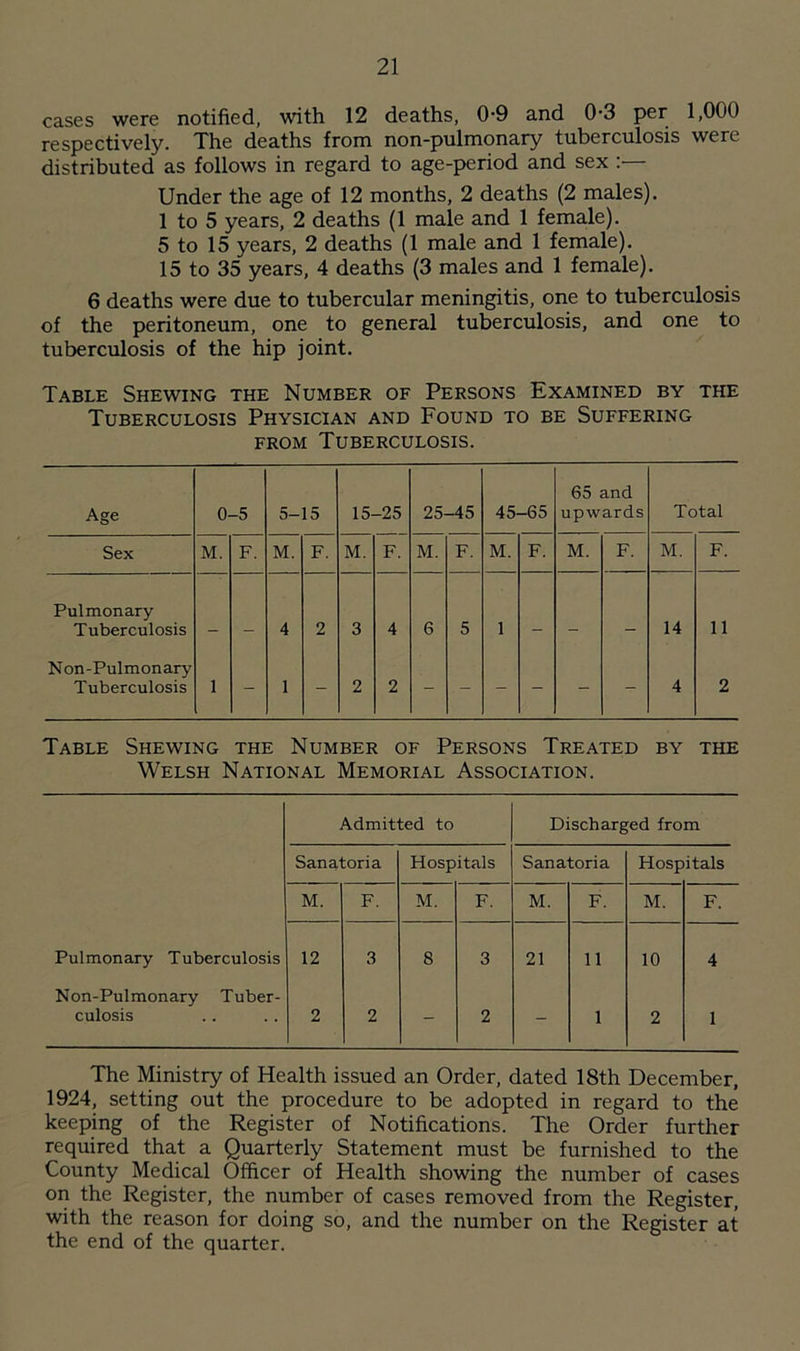 21
cases were notified, with 12 deaths, 0·9 and 0·3 per 1,000
respectively. The deaths from non-pulmonary tuberculosis were
distributed as follows in regard to age-period and sex :—
Under the age of 12 months, 2 deaths (2 males).
1 to 5 years, 2 deaths (1 male and 1 female).
5 to 15 years, 2 deaths (1 male and 1 female).
15 to 35 years, 4 deaths (3 males and 1 female).
6 deaths were due to tubercular meningitis, one to tuberculosis
of the peritoneum, one to general tuberculosis, and one to
tuberculosis of the hip joint.
Table Shewing the Number of Persons Examined by the
Tuberculosis Physician and Found to be Suffering
from Tuberculosis.
Age 0–5 5–15 15–25 25–45 45–65 65 and upwards Total
Sex M. F. M. F. M. F. M. F. M. F. M. F. M. F.
Pulmonary
Tuberculosis – – 4 2 3 4 6 5 1 – – – 14 11
Non-Pulmonary
Tuberculosis 1 – 1 – 2 2 – – – – – – 4 2
Table Shewing the Number of Persons Treated by the
Welsh National Memorial Association.
Admitted to Discharged from
Sanatoria Hospitals Sanatoria Hospitals
M. F. M. F. M. F. M. F.
Pulmonary Tuberculosis 12 3 8 3 21 11 10 4
Non-Pulmonary Tuber-
culosis .. .. 2 2 – 2 – 1 2 1
The Ministry of Health issued an Order, dated 18th December,
1924, setting out the procedure to be adopted in regard to the
keeping of the Register of Notifications. The Order further
required that a Quarterly Statement must be furnished to the
County Medical Officer of Health showing the number of cases
on the Register, the number of cases removed from the Register,
with the reason for doing so, and the number on the Register at
the end of the quarter.